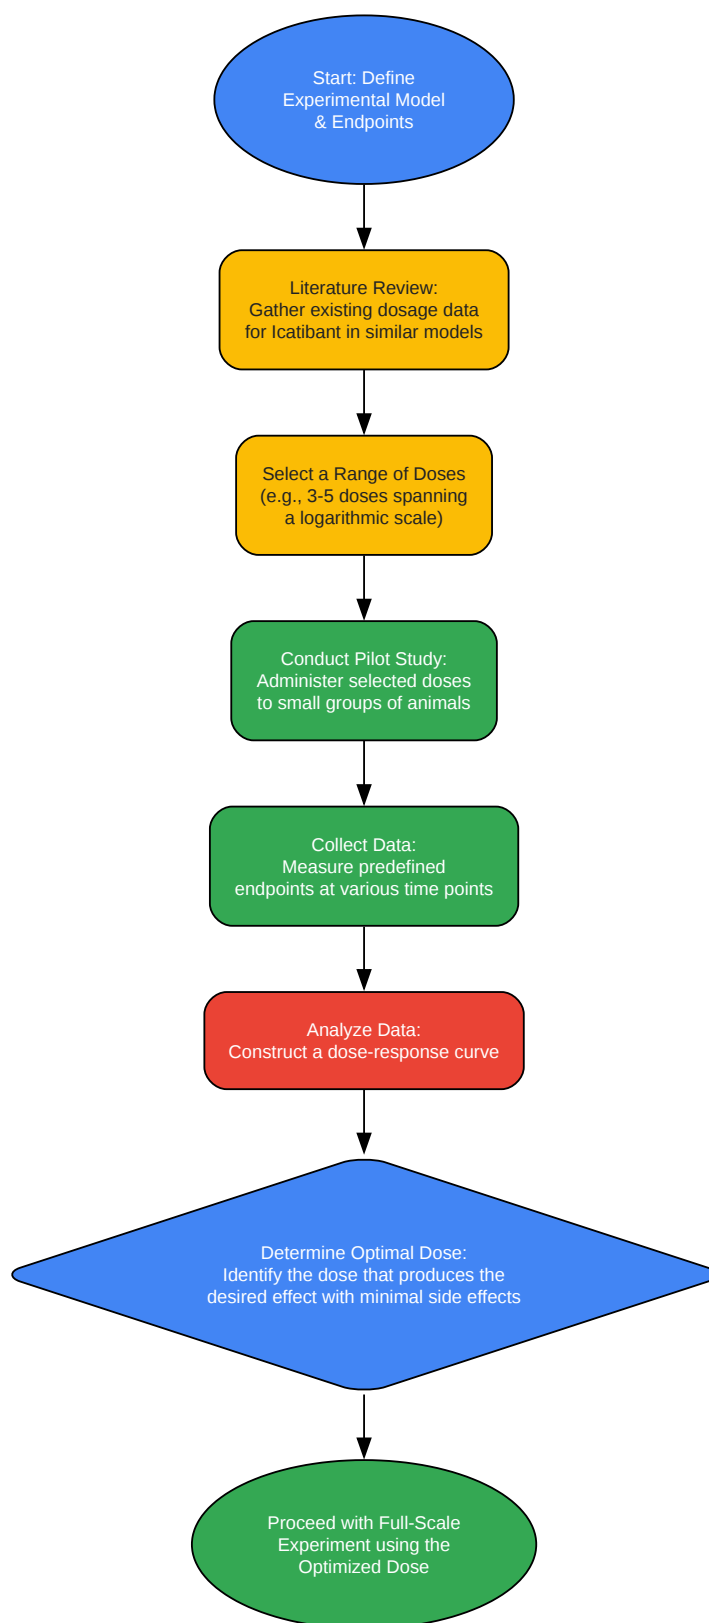 Start: Define
Experimental Model
& Endpoints
Literature Review:
Gather existing dosage data
for Icatibant in similar models
Select a Range of Doses
(e.g., 3-5 doses spanning
a logarithmic scale)
Conduct Pilot Study:
Administer selected doses
to small groups of animals
Collect Data:
Measure predefined
endpoints at various time points
Analyze Data:
Construct a dose-response curve
Determine Optimal Dose:
Identify the dose that produces the
desired effect with minimal side effects
Proceed with Full-Scale
Experiment using the
Optimized Dose